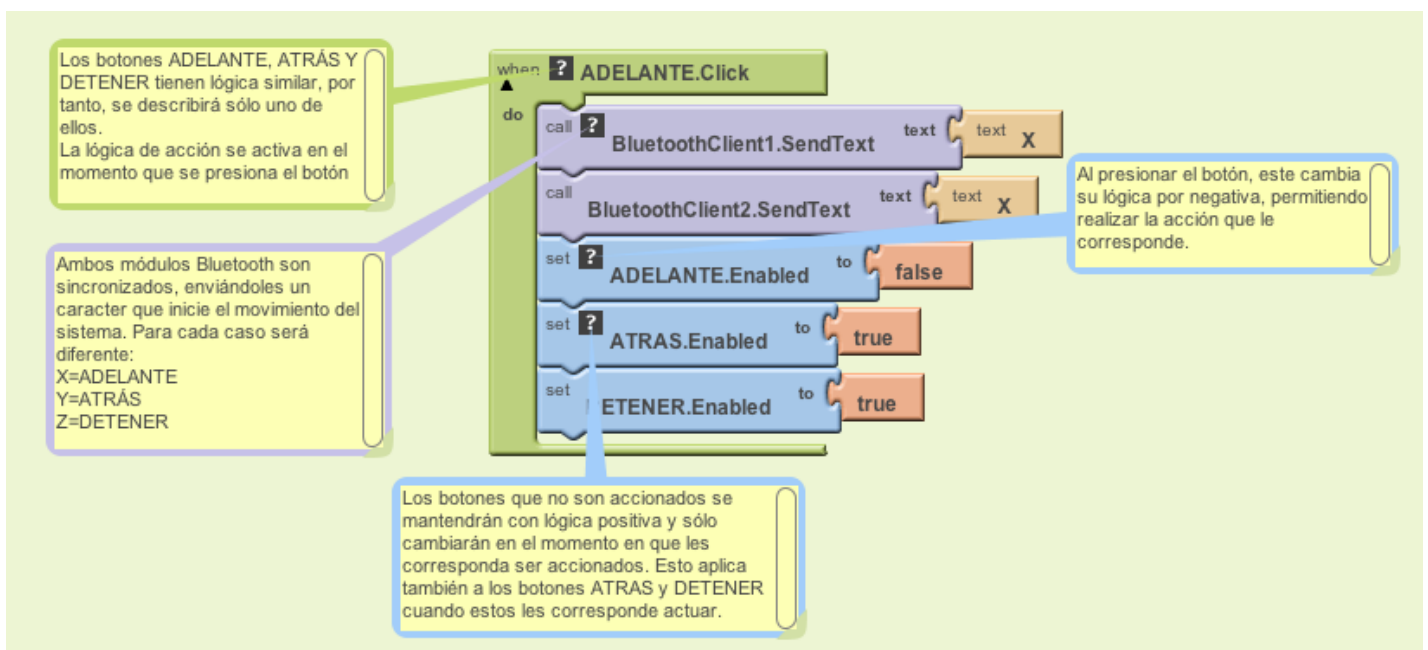 Los botones ADELANTE, ATRÁS Y
DETENER tienen lógica similar, por
tanto, se describirá sólo uno de
ellos.
La lógica de acción se activa en el
momento que se presiona el botón
when ? ADELANTE.Click
do
call ? BluetoothClient1.SendText text text X
call BluetoothClient2.SendText text text X
set ? ADELANTE.Enabled to false
set ? ATRAS.Enabled to true
set ETENER.Enabled to true
Al presionar el botón, este cambia
su lógica por negativa, permitiendo
realizar la acción que le
corresponde.
Ambos módulos Bluetooth son
sincronizados, enviándoles un
caracter que inicie el movimiento del
sistema. Para cada caso será
diferente:
X=ADELANTE
Y=ATRÁS
Z=DETENER
Los botones que no son accionados se
mantendrán con lógica positiva y sólo
cambiarán en el momento en que les
corresponda ser accionados. Esto aplica
también a los botones ATRAS y DETENER
cuando estos les corresponde actuar.